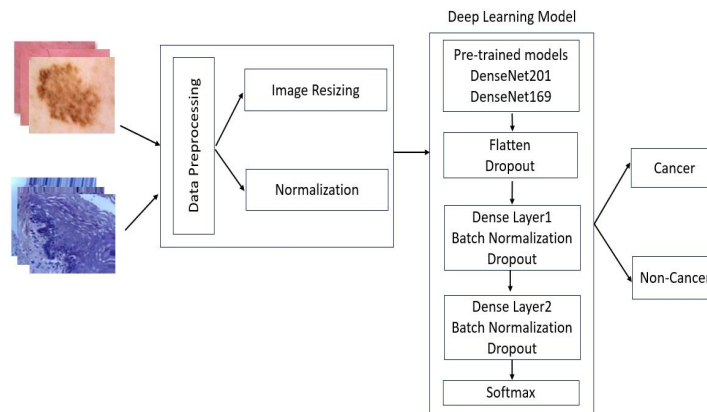 Deep Learning Model
Data Preprocessing
Image Resizing
Normalization
Pre-trained models
DenseNet201
DenseNet169
Flatten
Dropout
Dense Layer1
Batch Normalization
Dropout
Dense Layer2
Batch Normalization
Dropout
Softmax
Cancer
Non-Cancer